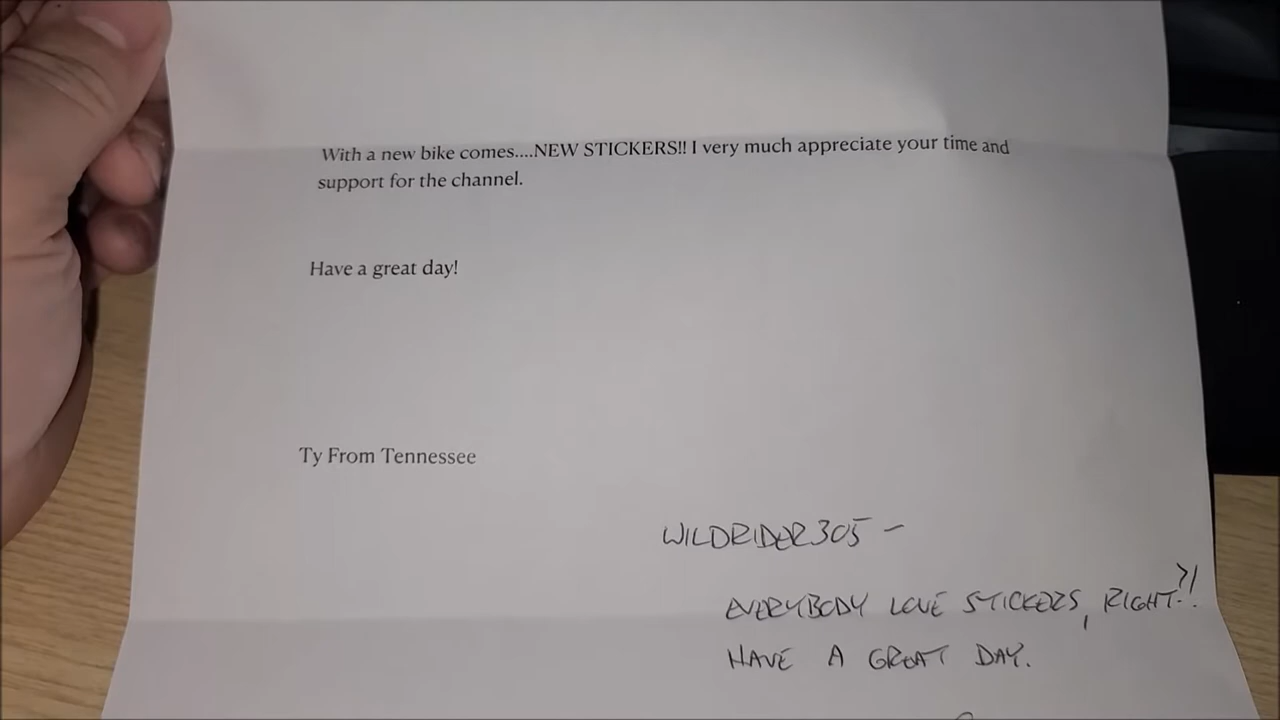 With a new bike comes....NEW STICKERS!! I very much appreciate your time and
support for the channel.
Have a great day!
Ty From Tennessee
WILDRIDER305 -
EVERYBODY LOVE STICKERS, RIGHT?!
HAVE A GREAT DAY.